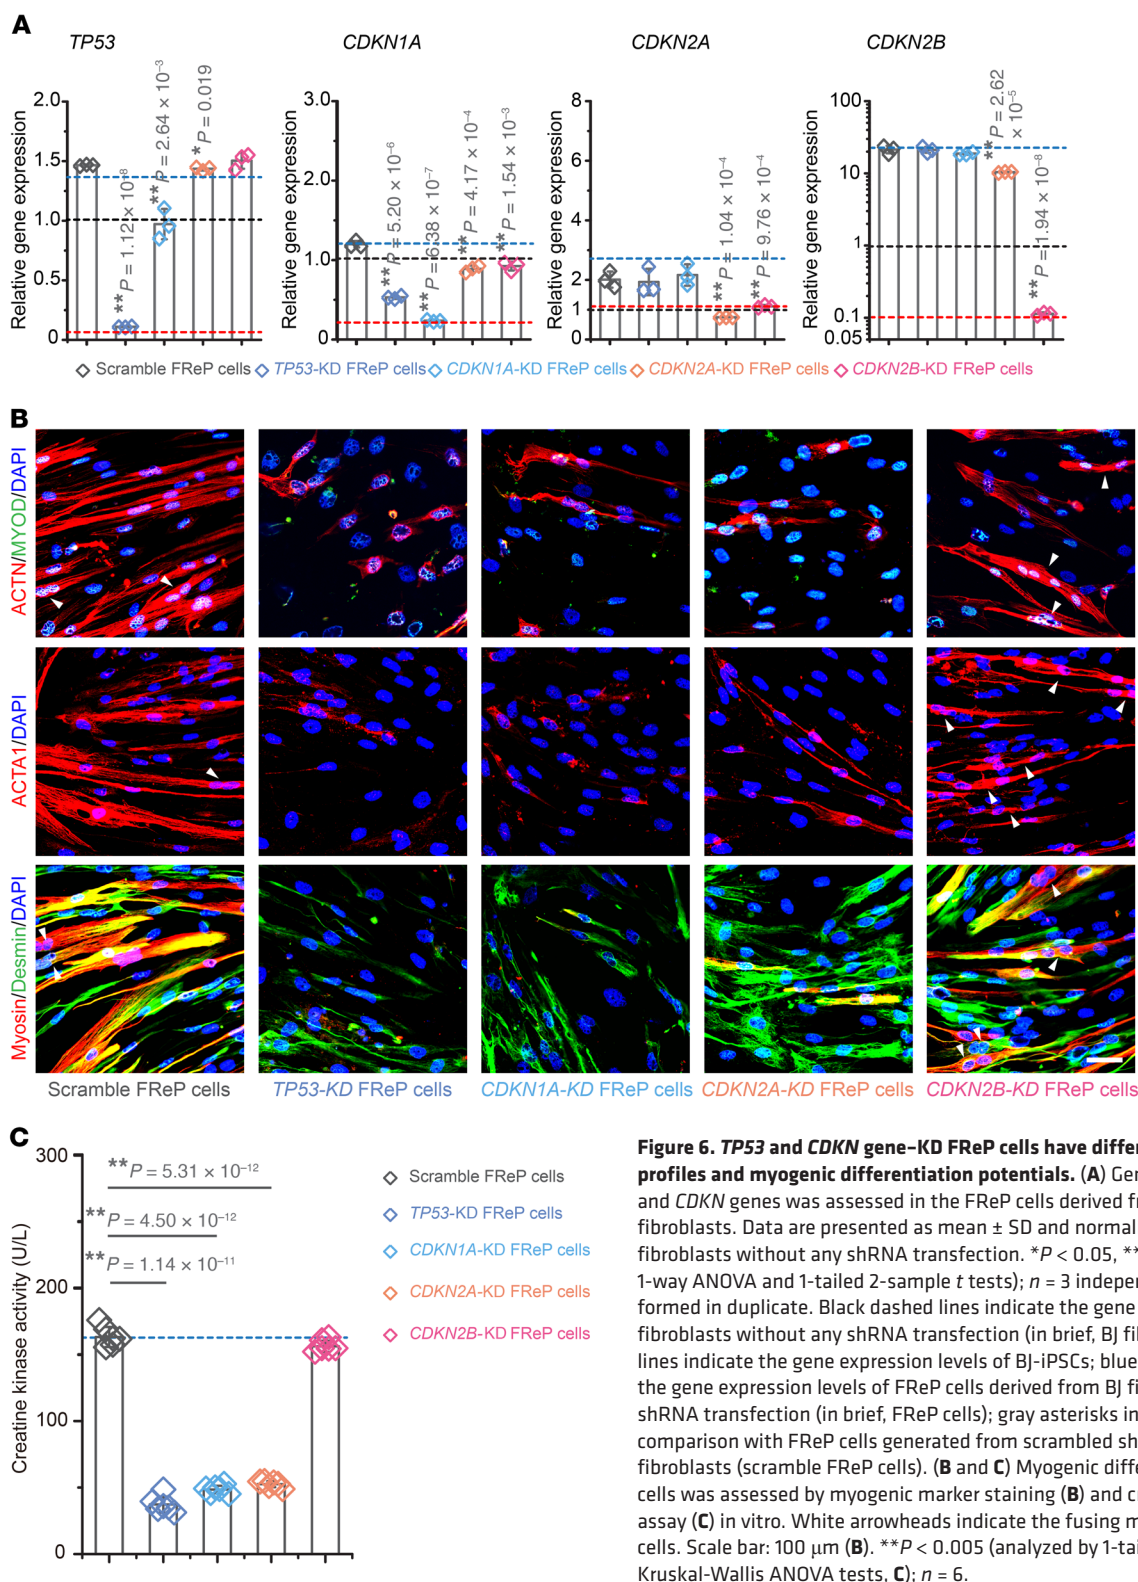 A
TP53
CDKN1A
CDKN2A
CDKN2B
Relative gene expression
2.0
1.5
1.0
0.5
0
**P = 1.12 × 10⁻⁸
**P = 2.64 × 10⁻³
*P = 0.019
Relative gene expression
3.0
2.0
1.0
0
**P = 5.20 × 10⁻⁶
**P = 6.38 × 10⁻⁷
**P = 4.17 × 10⁻⁴
**P = 1.54 × 10⁻³
Relative gene expression
8
6
4
2
0
**P = 1.04 × 10⁻⁴
**P = 9.76 × 10⁻⁴
Relative gene expression
100
10
1
0.1
0.05
**P = 2.62
× 10⁻⁵
**P = 1.94 × 10⁻⁸
Scramble FReP cells TP53-KD FReP cells CDKN1A-KD FReP cells CDKN2A-KD FReP cells CDKN2B-KD FReP cells
B
ACTN/MYOD/DAPI
ACTA1/DAPI
Myosin/Desmin/DAPI
Scramble FReP cells TP53-KD FReP cells CDKN1A-KD FReP cells CDKN2A-KD FReP cells CDKN2B-KD FReP cells
C
Creatine kinase activity (U/L)
300
200
100
0
**P = 5.31 × 10⁻¹²
**P = 4.50 × 10⁻¹²
**P = 1.14 × 10⁻¹¹
Scramble FReP cells
TP53-KD FReP cells
CDKN1A-KD FReP cells
CDKN2A-KD FReP cells
CDKN2B-KD FReP cells
Figure 6. TP53 and CDKN gene–KD FReP cells have differ
profiles and myogenic differentiation potentials. (A) Gen
and CDKN genes was assessed in the FReP cells derived fr
fibroblasts. Data are presented as mean ± SD and normal
fibroblasts without any shRNA transfection. *P < 0.05, **
1-way ANOVA and 1-tailed 2-sample t tests); n = 3 indepen
formed in duplicate. Black dashed lines indicate the gene
fibroblasts without any shRNA transfection (in brief, BJ fil
lines indicate the gene expression levels of BJ-iPSCs; blue
the gene expression levels of FReP cells derived from BJ fi
shRNA transfection (in brief, FReP cells); gray asterisks in
comparison with FReP cells generated from scrambled sh
fibroblasts (scramble FReP cells). (B and C) Myogenic diffe
cells was assessed by myogenic marker staining (B) and cr
assay (C) in vitro. White arrowheads indicate the fusing m
cells. Scale bar: 100 μm (B). **P < 0.005 (analyzed by 1-tai
Kruskal-Wallis ANOVA tests, C); n = 6.